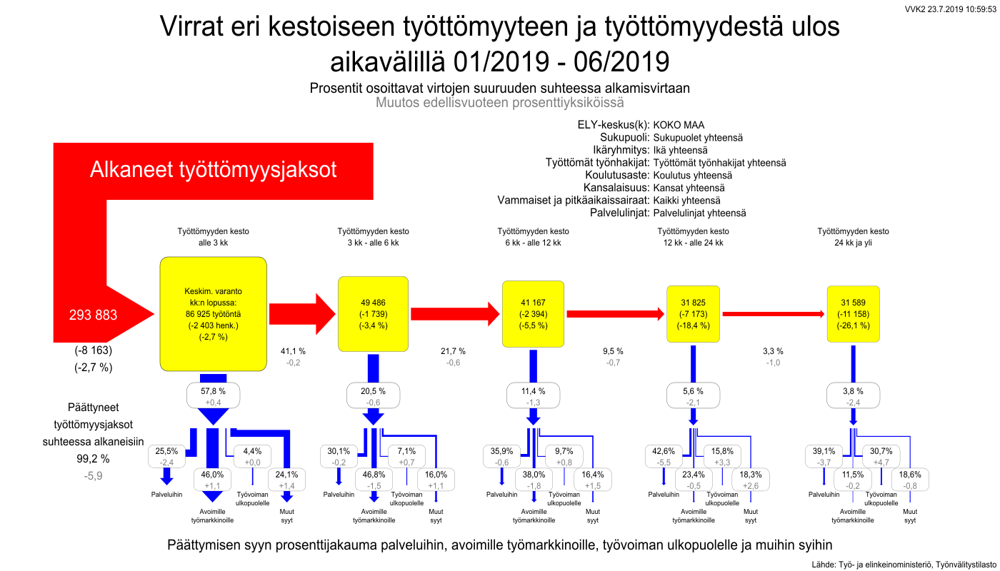 VVK2 23.7.2019 10:59:53
Virrat eri kestoiseen työttömyyteen ja työttömyydestä ulos
aikavälillä 01/2019 - 06/2019
Prosentit osoittavat virtojen suuruuden suhteessa alkamisvirtaan
Muutos edellisvuoteen prosenttiyksiköissä
ELY-keskus(k): KOKO MAA
Sukupuoli: Sukupuolet yhteensä
Ikäryhmitys: Ikä yhteensä
Työttömät työnhakijat: Työttömät työnhakijat yhteensä
Koulutusaste: Koulutus yhteensä
Kansalaisuus: Kansat yhteensä
Vammaiset ja pitkäaikaissairaat: Kaikki yhteensä
Palvelulinjat: Palvelulinjat yhteensä
Alkaneet työttömyysjaksot
293 883
(-8 163)
(-2,7 %)
Työttömyyden kesto
alle 3 kk
Työttömyyden kesto
3 kk - alle 6 kk
Työttömyyden kesto
6 kk - alle 12 kk
Työttömyyden kesto
12 kk - alle 24 kk
Työttömyyden kesto
24 kk ja yli
Keskim. varanto
kk:n lopussa:
86 925 työtöntä
(-2 403 henk.)
(-2,7 %)
49 486
(-1 739)
(-3,4 %)
41 167
(-2 394)
(-5,5 %)
31 825
(-7 173)
(-18,4 %)
31 589
(-11 158)
(-26,1 %)
41,1 %
-0,2
21,7 %
-0,6
9,5 %
-0,7
3,3 %
-1,0
Päättyneet
työttömyysjaksot
suhteessa alkaneisiin
99,2 %
-5,9
57,8 %
+0,4
20,5 %
-0,6
11,4 %
-1,3
5,6 %
-2,1
3,8 %
-2,4
25,5%
-2,4
Palveluihin
46,0%
+1,1
Avoimille
työmarkkinoille
4,4%
+0,0
Työvoiman
ulkopuolelle
24,1%
+1,4
Muut
syyt
30,1%
-0,2
Palveluihin
46,8%
-1,5
Avoimille
työmarkkinoille
7,1%
+0,7
Työvoiman
ulkopuolelle
16,0%
+1,1
Muut
syyt
35,9%
-0,6
Palveluihin
38,0%
-1,8
Avoimille
työmarkkinoille
9,7%
+0,8
Työvoiman
ulkopuolelle
16,4%
+1,5
Muut
syyt
42,6%
-5,5
Palveluihin
23,4%
-0,5
Avoimille
työmarkkinoille
15,8%
+3,3
Työvoiman
ulkopuolelle
18,3%
+2,6
Muut
syyt
39,1%
-3,7
Palveluihin
11,5%
-0,2
Avoimille
työmarkkinoille
30,7%
+4,7
Työvoiman
ulkopuolelle
18,6%
-0,8
Muut
syyt
Päättymisen syyn prosenttijakauma palveluihin, avoimille työmarkkinoille, työvoiman ulkopuolelle ja muihin syihin
Lähde: Työ- ja elinkeinoministeriö, Työnvälitystilasto